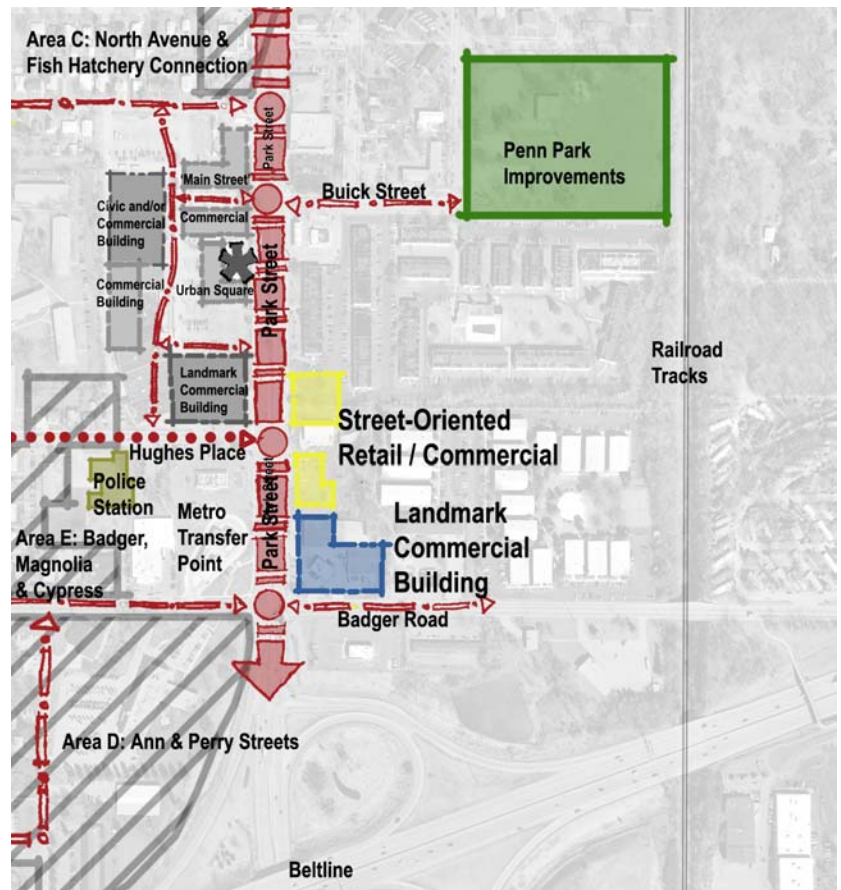 Area C: North Avenue &
Fish Hatchery Connection
Park Street
Penn Park
Improvements
'Main Street'
Buick Street
Civic and/or
Commercial
Building
Commercial
Commercial
Building
Urban Square
Park Street
Railroad
Tracks
Landmark
Commercial
Building
Street-Oriented
Retail / Commercial
Hughes Place
Police
Station
Metro
Transfer
Point
Park Street
Landmark
Commercial
Building
Area E: Badger,
Magnolia
& Cypress
Badger Road
Area D: Ann & Perry Streets
Beltline